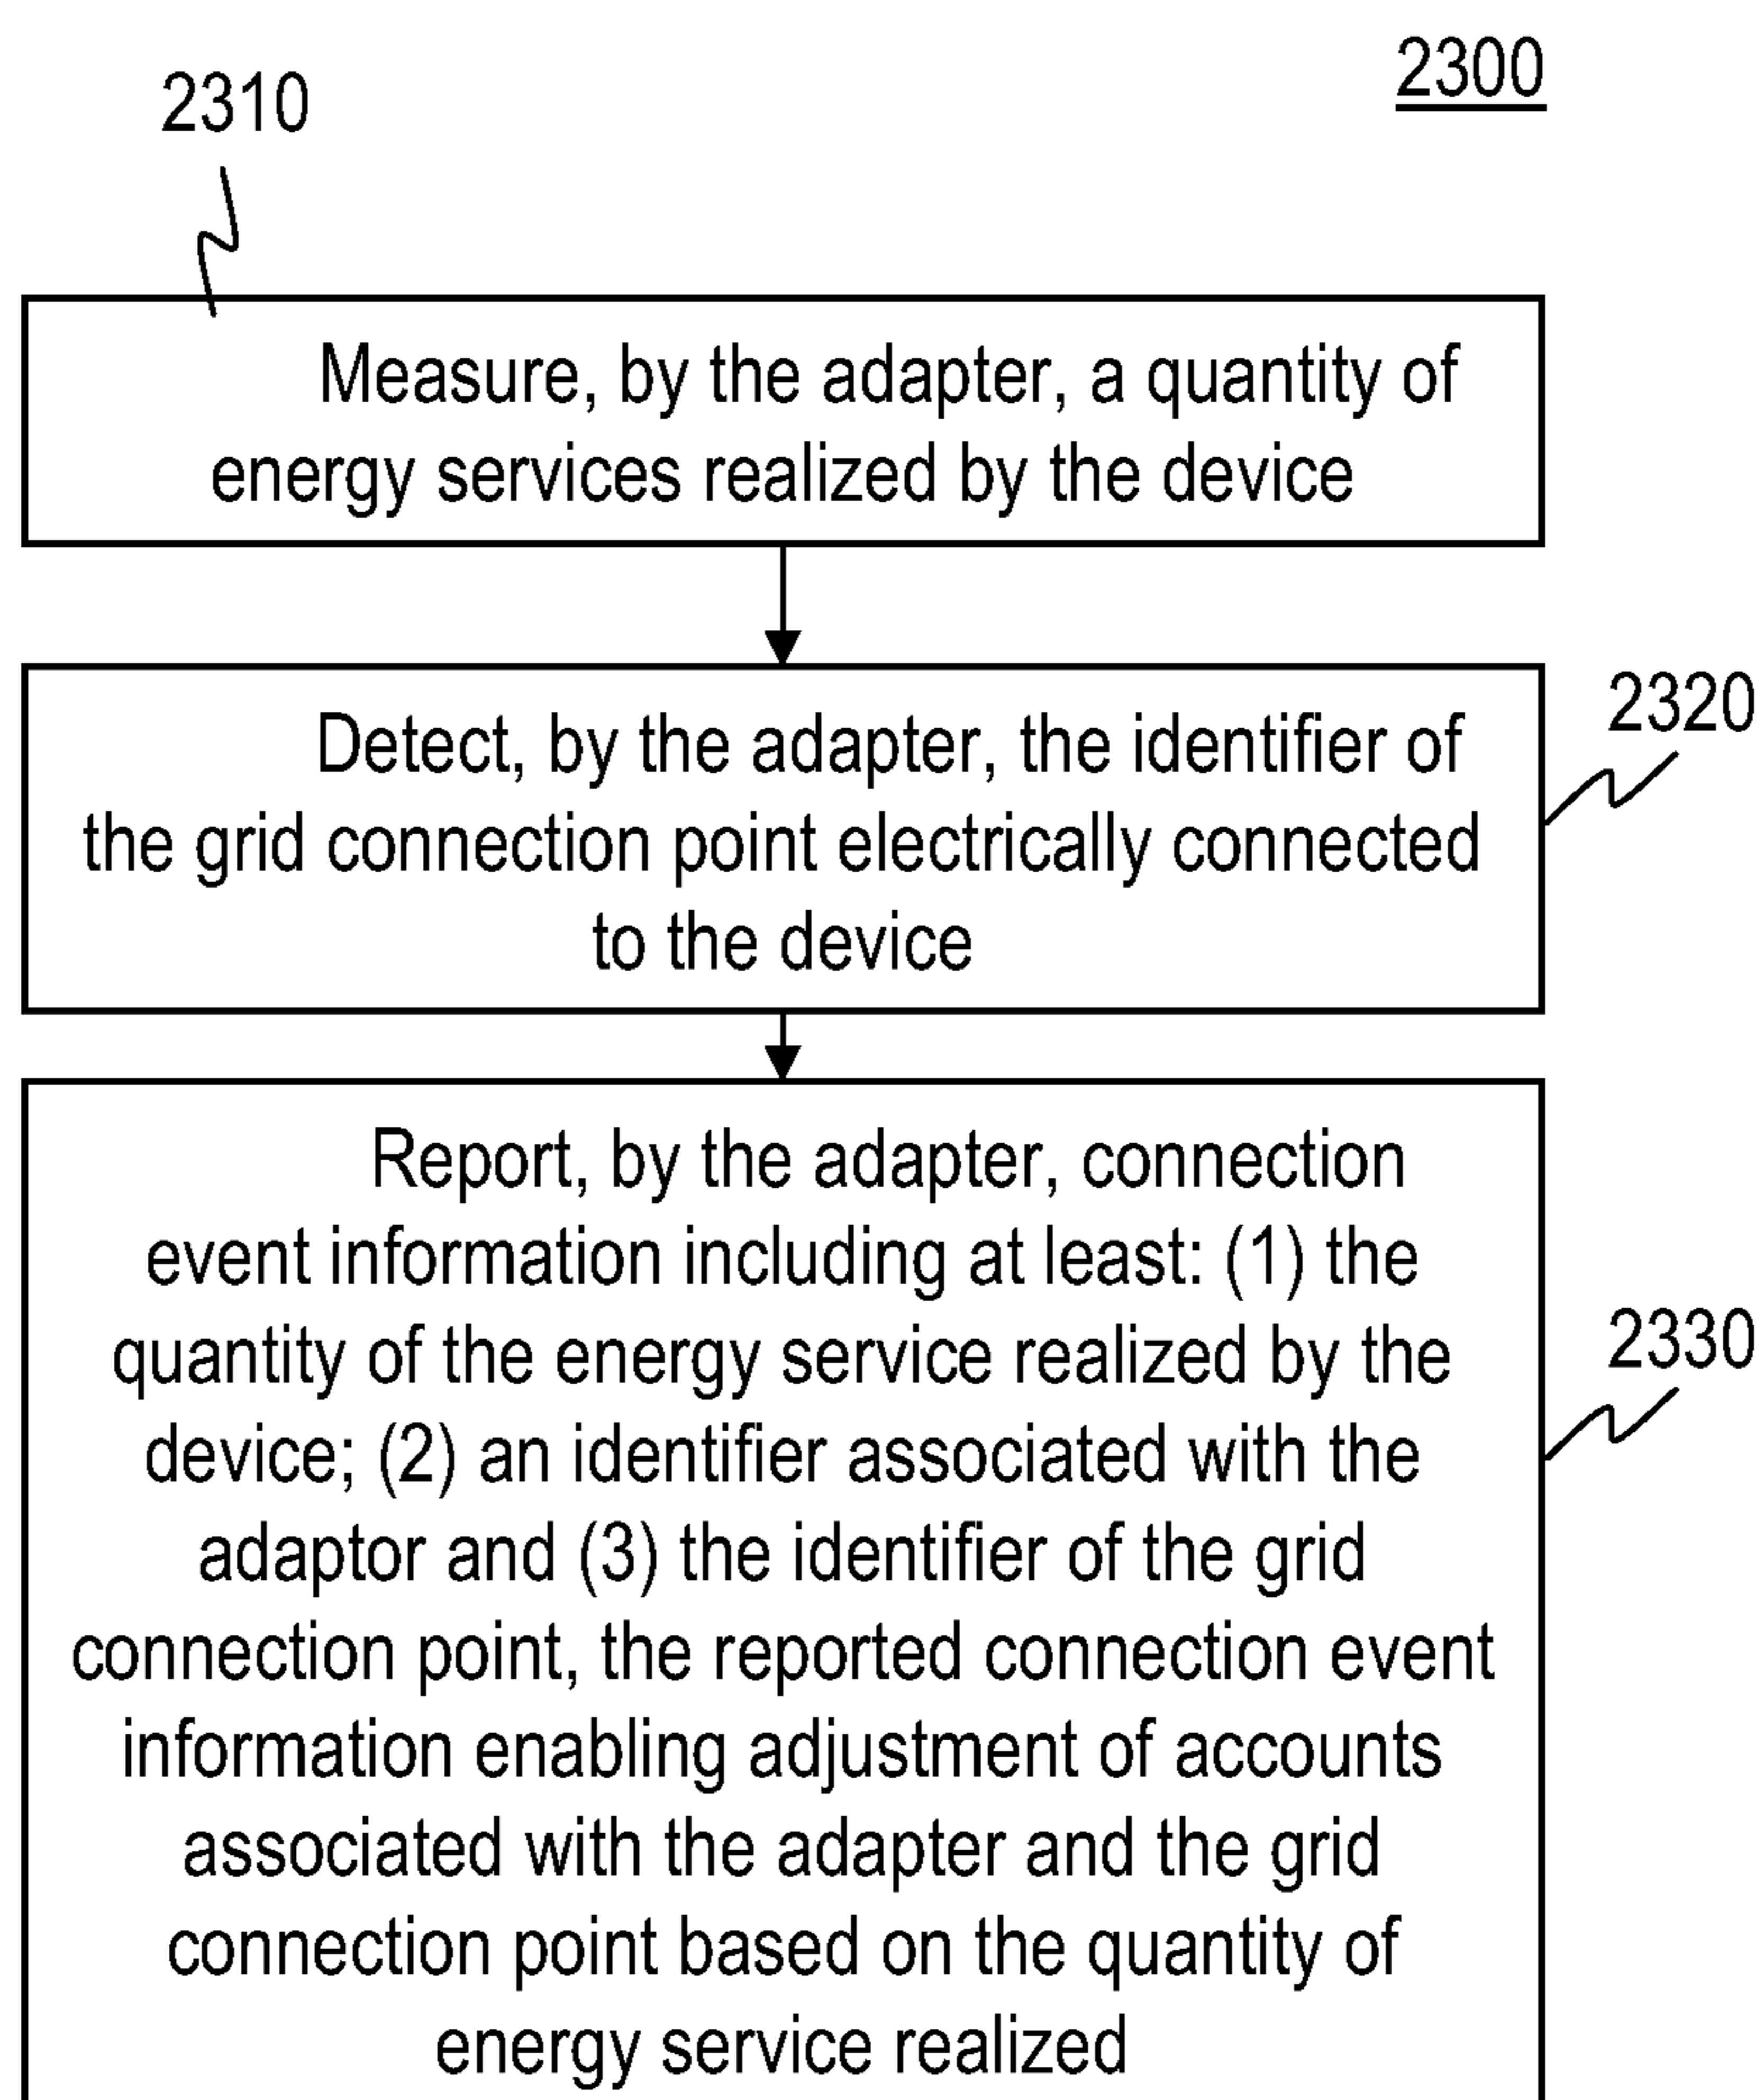 2300
2310
Measure, by the adapter, a quantity of
energy services realized by the device
Detect, by the adapter, the identifier of
the grid connection point electrically connected
to the device
2320
Report, by the adapter, connection
event information including at least: (1) the
quantity of the energy service realized by the
device; (2) an identifier associated with the
adaptor and (3) the identifier of the grid
connection point, the reported connection event
information enabling adjustment of accounts
associated with the adapter and the grid
connection point based on the quantity of
energy service realized
2330